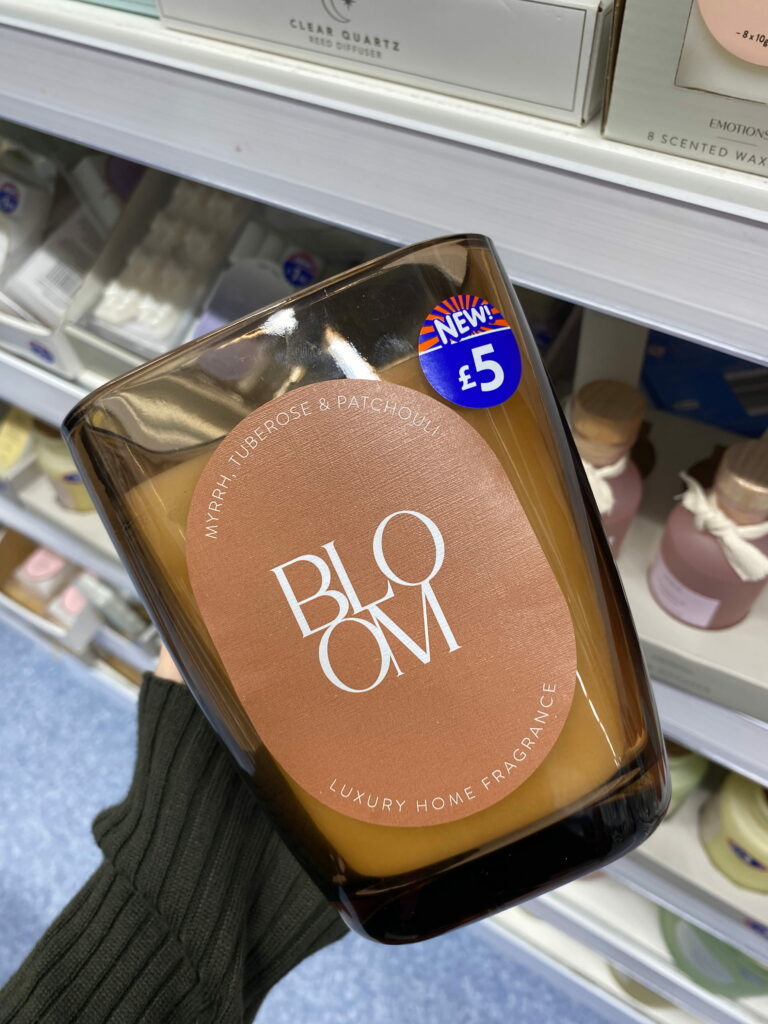 CLEAR QUARTZ
REED DIFFUSER
- 8 x 10g
EMOTIONS
8 SCENTED WAX
NEW!
£5
MYRRH, TUBEROSE & PATCHOULI
BLO
OM
LUXURY HOME FRAGRANCE